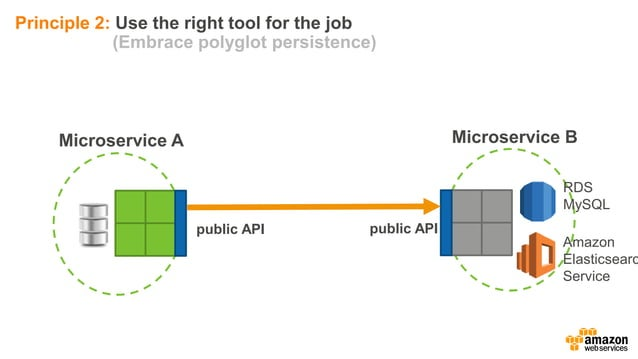 Principle 2: Use the right tool for the job
(Embrace polyglot persistence)
Microservice A
Microservice B
RDS
MySQL
public API
public API
Amazon
Elasticsearc
Service
amazon
web services